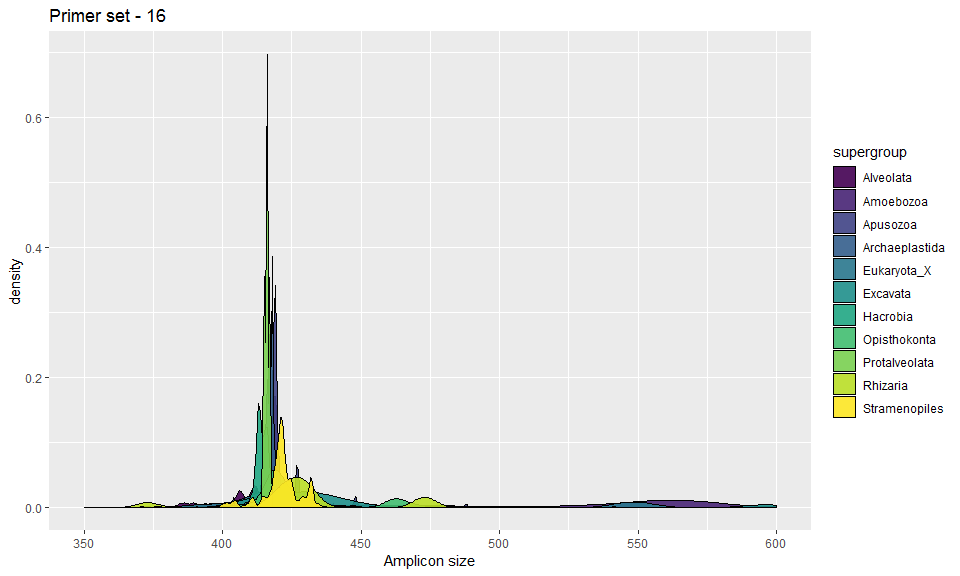 Primer set - 16
density
0.6
0.4
0.2
0.0
350
400
450
500
550
600
Amplicon size
supergroup
Alveolata
Amoebozoa
Apusozoa
Archaeplastida
Eukaryota_X
Excavata
Hacrobia
Opisthokonta
Protalveolata
Rhizaria
Stramenopiles